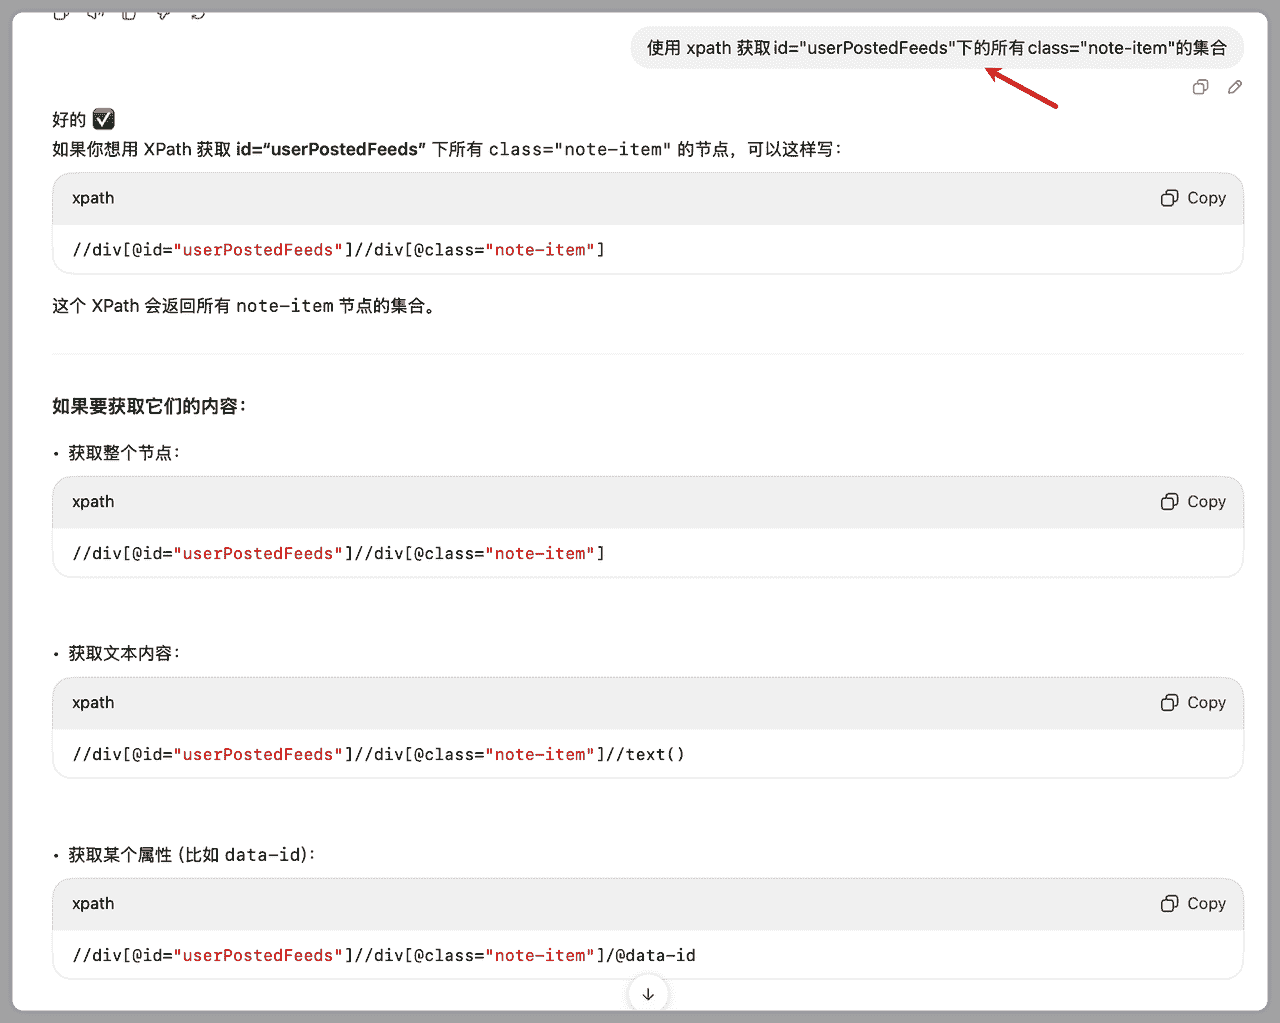 使用 xpath 获取id="userPostedFeeds"下的所有class="note-item"的集合
好的 ✅
如果你想用 XPath 获取 id=“userPostedFeeds” 下所有 class="note-item" 的节点，可以这样写：
xpath
Copy
//div[@id="userPostedFeeds"]//div[@class="note-item"]
这个 XPath 会返回所有 note-item 节点的集合。
如果要获取它们的内容：
• 获取整个节点：
xpath
Copy
//div[@id="userPostedFeeds"]//div[@class="note-item"]
• 获取文本内容：
xpath
Copy
//div[@id="userPostedFeeds"]//div[@class="note-item"]//text()
• 获取某个属性 (比如 data-id)：
xpath
Copy
//div[@id="userPostedFeeds"]//div[@class="note-item"]/@data-id